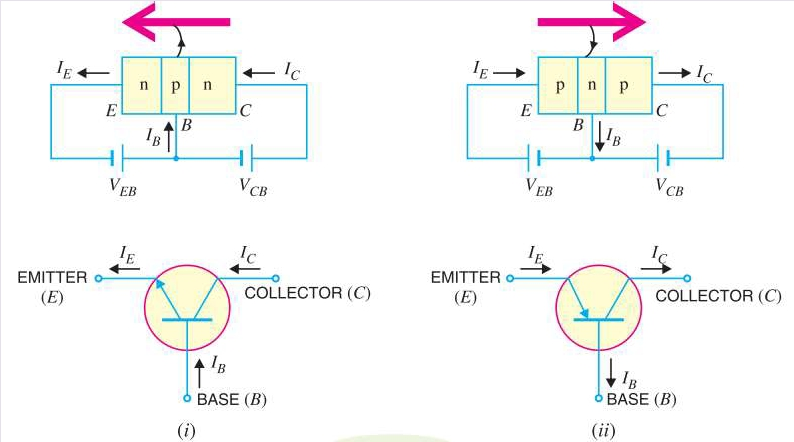 I_E
n
p
n
I_C
E
C
B
I_B
V_EB
V_CB
I_E
p
n
p
I_C
E
C
B
I_B
V_EB
V_CB
EMITTER
(E)
I_E
I_C
COLLECTOR (C)
I_B
BASE (B)
(i)
EMITTER
(E)
I_E
I_C
COLLECTOR (C)
I_B
BASE (B)
(ii)